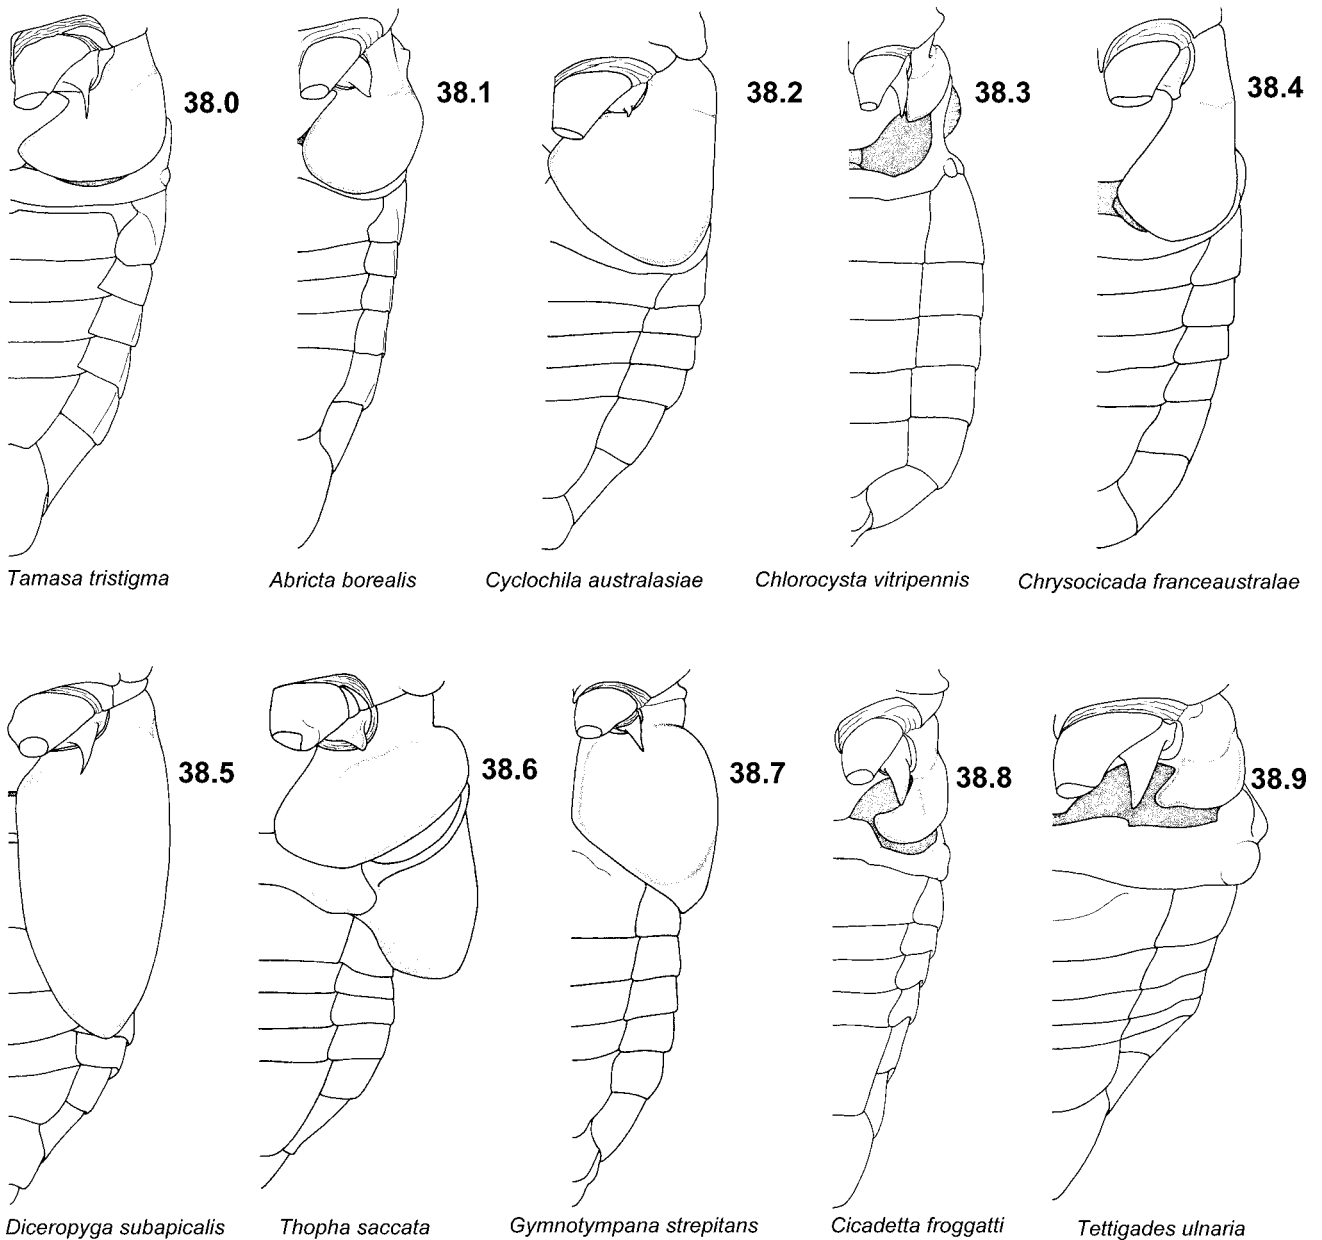 38.0 38.1 38.2 38.3 38.4
Tamasa tristigma Abricta borealis Cyclochila australasiae Chlorocysta vitripennis Chrysocicada franceaustralae
38.5 38.6 38.7 38.8 38.9
Diceropyga subapicalis Thopha saccata Gymnotympana strepitans Cicadetta froggatti Tettigades ulnaria